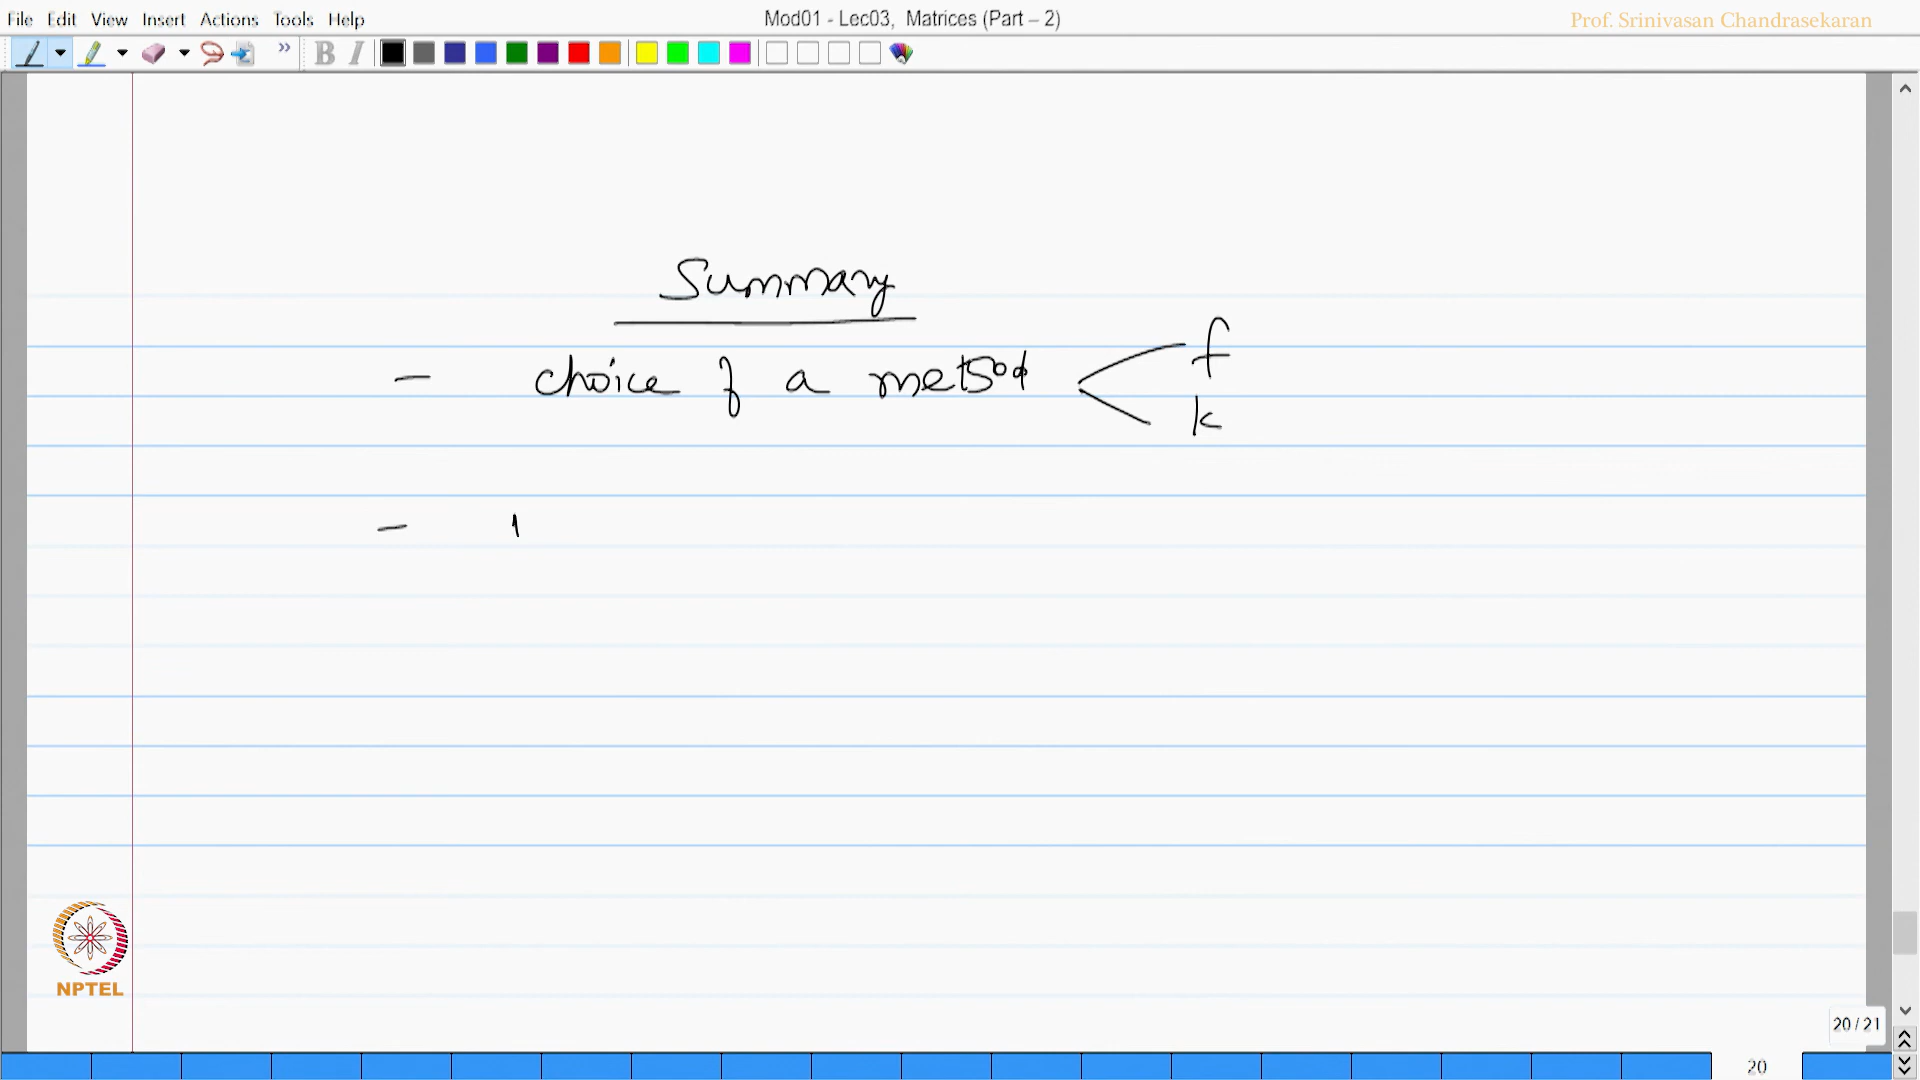 File Edit View Insert Actions Tools Help
Mod01 - Lec03, Matrices (Part – 2)
Prof. Srinivasan Chandrasekaran
B I
Summary
- choice of a method < f
k
-
NPTEL
20 / 21
20